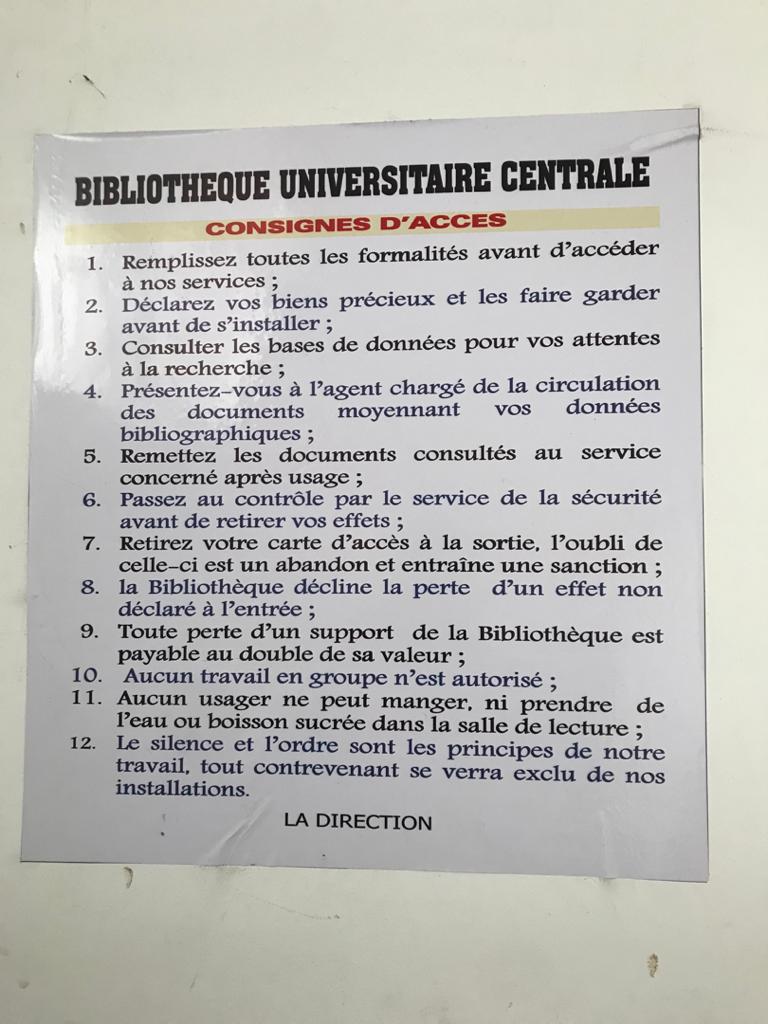 BIBLIOTHEQUE UNIVERSITAIRE CENTRALE
CONSIGNES D'ACCES
1. Remplissez toutes les formalités avant d'accéder
à nos services ;
2. Déclarez vos biens précieux et les faire garder
avant de s'installer ;
3. Consulter les bases de données pour vos attentes
à la recherche ;
4. Présentez-vous à l'agent chargé de la circulation
des documents moyennant vos données
bibliographiques ;
5. Remettez les documents consultés au service
concerné après usage ;
6. Passez au contrôle par le service de la sécurité
avant de retirer vos effets ;
7. Retirez votre carte d'accès à la sortie, l'oubli de
celle-ci est un abandon et entraîne une sanction ;
8. la Bibliothèque décline la perte d'un effet non
déclaré à l'entrée ;
9. Toute perte d'un support de la Bibliothèque est
payable au double de sa valeur ;
10. Aucun travail en groupe n'est autorisé ;
11. Aucun usager ne peut manger, ni prendre de
l'eau ou boisson sucrée dans la salle de lecture ;
12. Le silence et l'ordre sont les principes de notre
travail, tout contrevenant se verra exclu de nos
installations.
LA DIRECTION